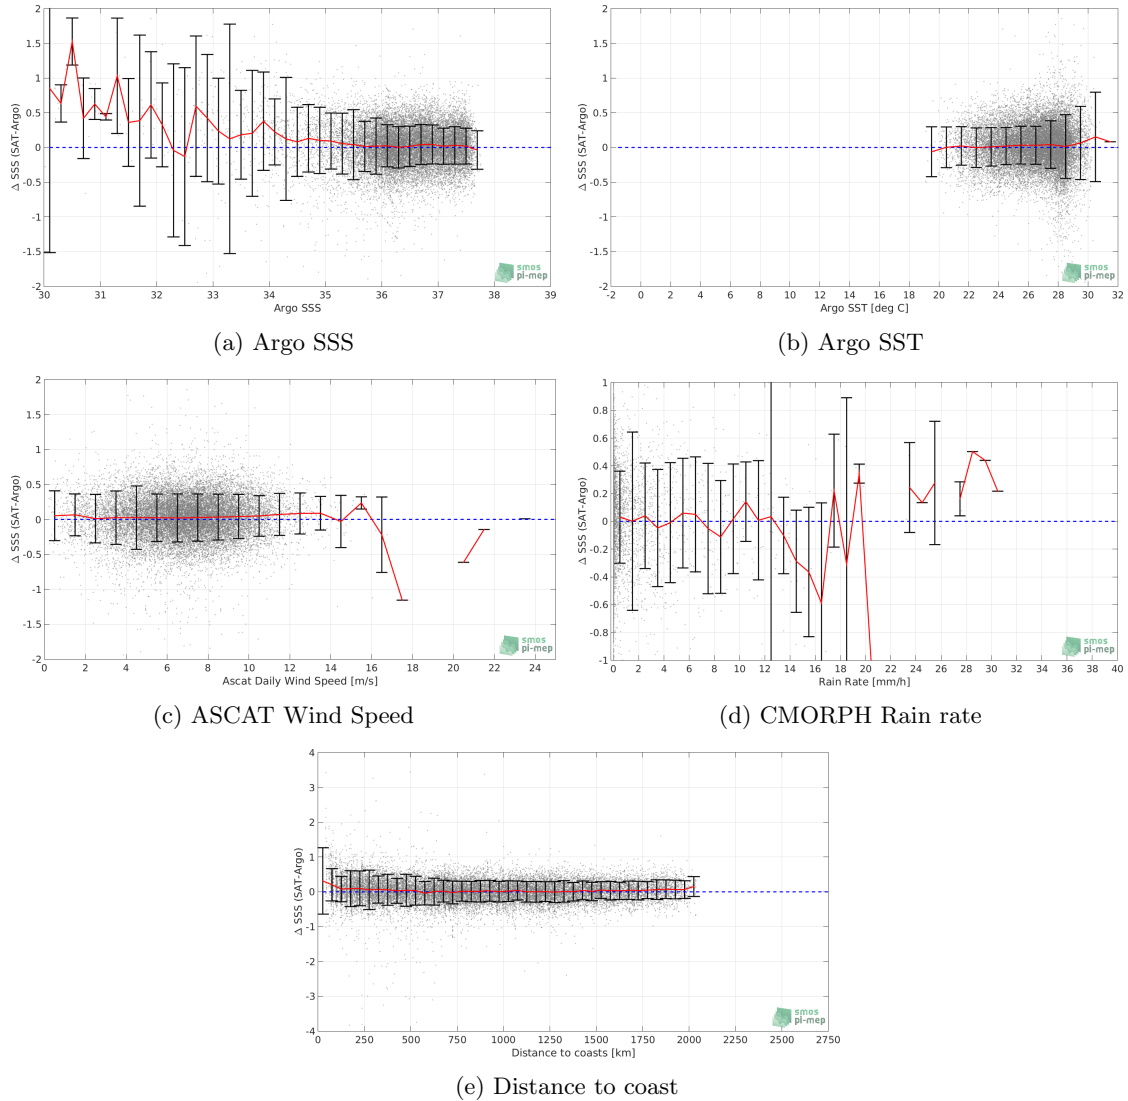 2
1.5
1
0.5
0
-0.5
-1
-1.5
-2
Δ SSS (SAT-Argo)
30 31 32 33 34 35 36 37 38 39
Argo SSS
smos
pi-mep
(a) Argo SSS
2
1.5
1
0.5
0
-0.5
-1
-1.5
-2
Δ SSS (SAT-Argo)
-2 0 2 4 6 8 10 12 14 16 18 20 22 24 26 28 30 32
Argo SST [deg C]
smos
pi-mep
(b) Argo SST
2
1.5
1
0.5
0
-0.5
-1
-1.5
-2
Δ SSS (SAT-Argo)
0 2 4 6 8 10 12 14 16 18 20 22 24
Ascat Daily Wind Speed [m/s]
smos
pi-mep
(c) ASCAT Wind Speed
1
0.8
0.6
0.4
0.2
0
-0.2
-0.4
-0.6
-0.8
-1
Δ SSS (SAT-Argo)
0 2 4 6 8 10 12 14 16 18 20 22 24 26 28 30 32 34 36 38 40
Rain Rate [mm/h]
smos
pi-mep
(d) CMORPH Rain rate
4
3
2
1
0
-1
-2
-3
-4
Δ SSS (SAT-Argo)
0 250 500 750 1000 1250 1500 1750 2000 2250 2500 2750
Distance to coasts [km]
smos
pi-mep
(e) Distance to coast